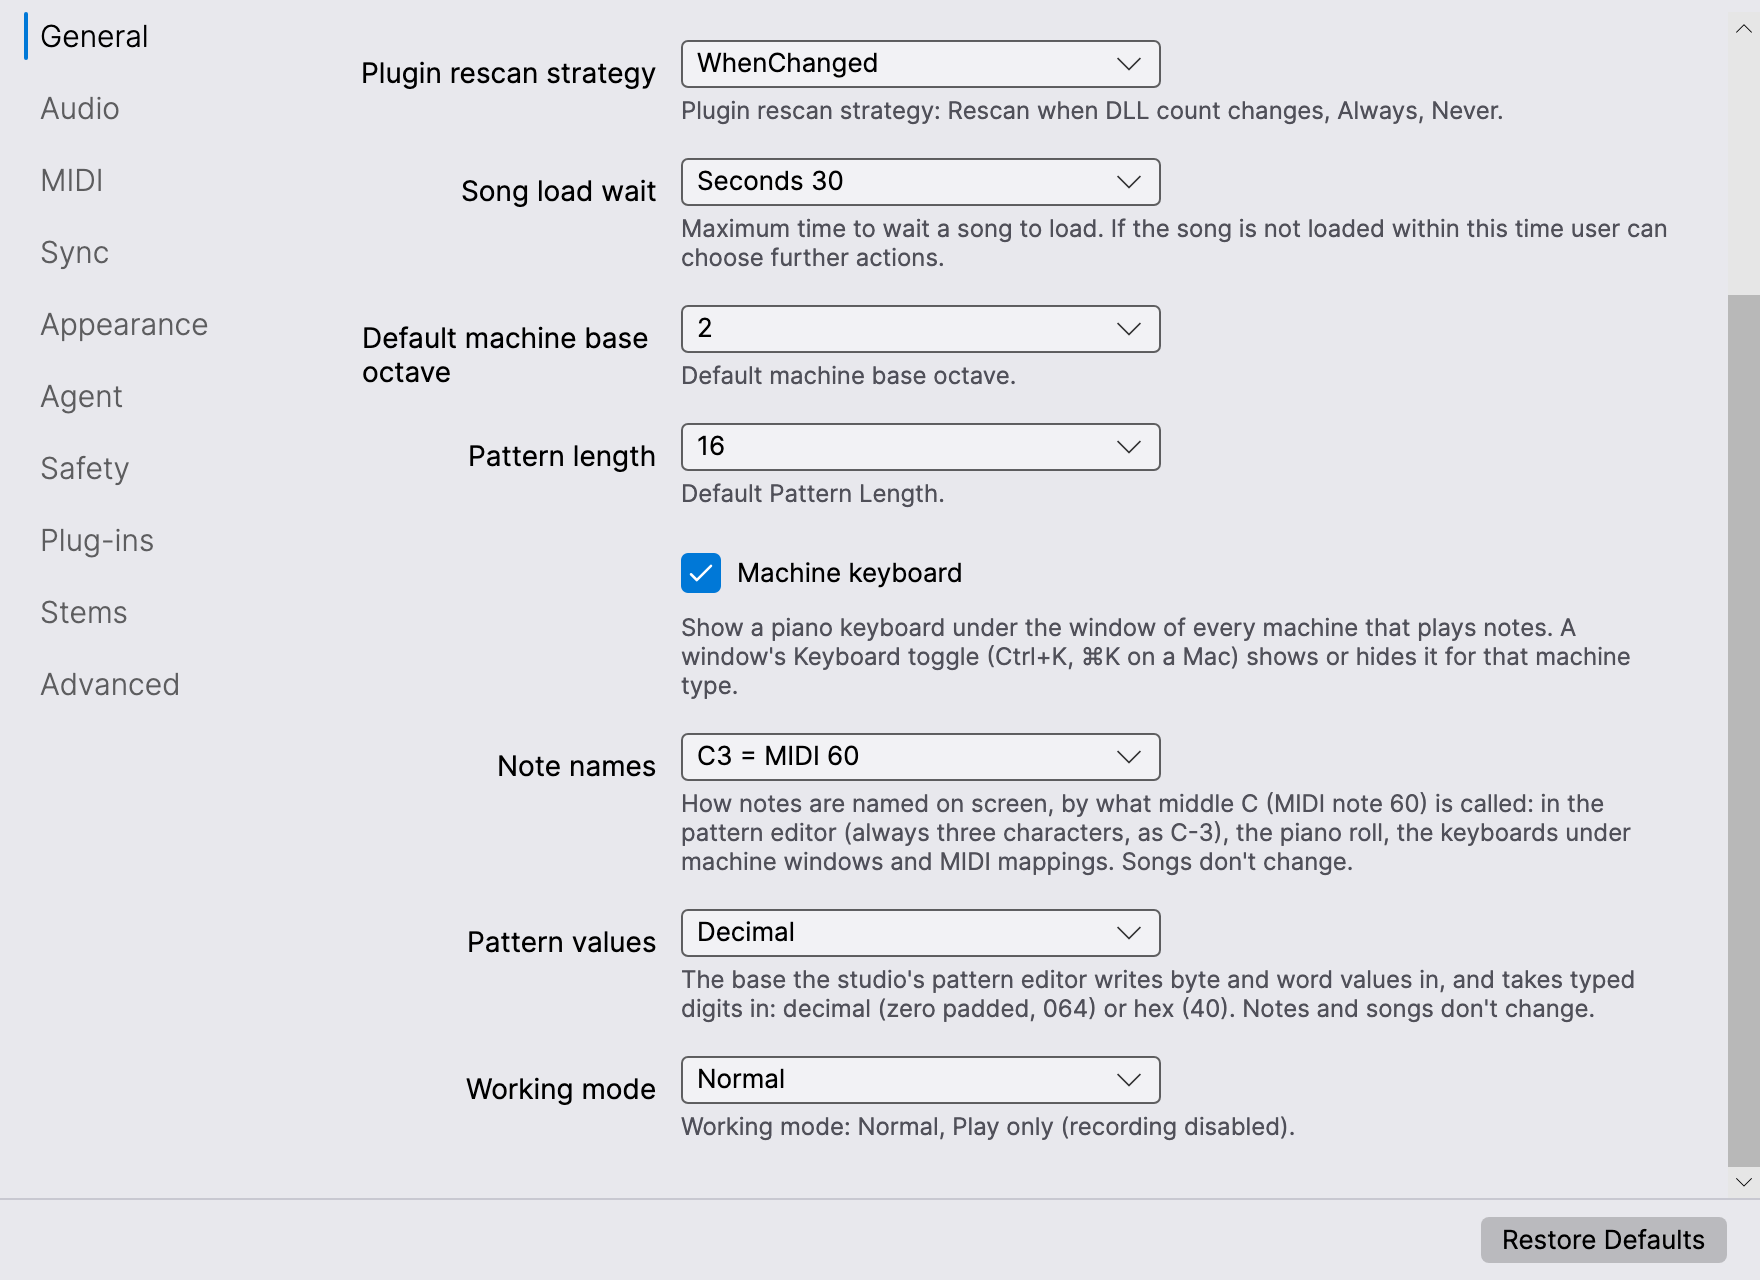 General
Audio
MIDI
Sync
Appearance
Agent
Safety
Plug-ins
Stems
Advanced
Plugin rescan strategy
WhenChanged
Plugin rescan strategy: Rescan when DLL count changes, Always, Never.
Song load wait
Seconds 30
Maximum time to wait a song to load. If the song is not loaded within this time user can
choose further actions.
Default machine base
octave
2
Default machine base octave.
Pattern length
16
Default Pattern Length.
Machine keyboard
Show a piano keyboard under the window of every machine that plays notes. A
window's Keyboard toggle (Ctrl+K, ⌘K on a Mac) shows or hides it for that machine
type.
Note names
C3 = MIDI 60
How notes are named on screen, by what middle C (MIDI note 60) is called: in the
pattern editor (always three characters, as C-3), the piano roll, the keyboards under
machine windows and MIDI mappings. Songs don't change.
Pattern values
Decimal
The base the studio's pattern editor writes byte and word values in, and takes typed
digits in: decimal (zero padded, 064) or hex (40). Notes and songs don't change.
Working mode
Normal
Working mode: Normal, Play only (recording disabled).
Restore Defaults